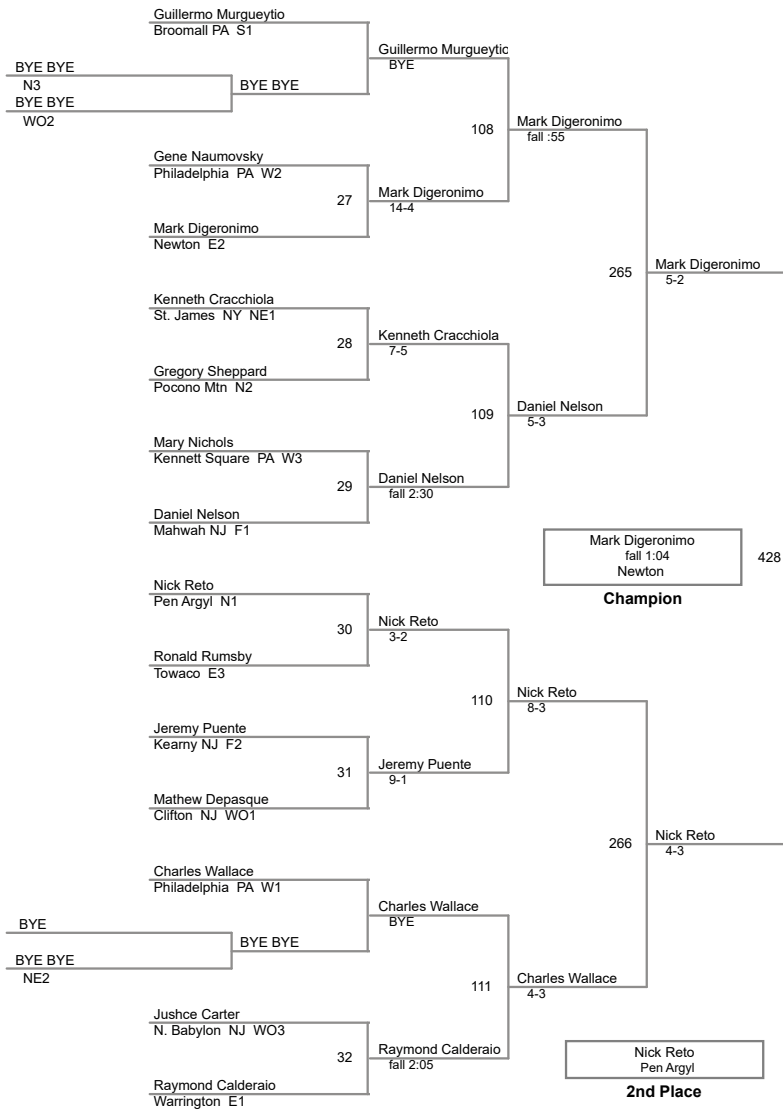 Guillermo Murgueytio
Broomall PA S1
Guillermo Murgueytio
BYE
BYE BYE
N3
BYE BYE
BYE BYE
WO2
108
Mark Digeronimo
fall :55
Gene Naumovsky
Philadelphia PA W2
27
Mark Digeronimo
14-4
Mark Digeronimo
Newton E2
265
Mark Digeronimo
5-2
Kenneth Cracchiola
St. James NY NE1
28
Kenneth Cracchiola
7-5
Gregory Sheppard
Pocono Mtn N2
109
Daniel Nelson
5-3
Mary Nichols
Kennett Square PA W3
29
Daniel Nelson
fall 2:30
Daniel Nelson
Mahwah NJ F1
Mark Digeronimo
fall 1:04
Newton
428
Champion
Nick Reto
Pen Argyl N1
30
Nick Reto
3-2
Ronald Rumsby
Towaco E3
110
Nick Reto
8-3
Jeremy Puente
Kearny NJ F2
31
Jeremy Puente
9-1
Mathew Depasque
Clifton NJ WO1
266
Nick Reto
4-3
Charles Wallace
Philadelphia PA W1
Charles Wallace
BYE
BYE
BYE BYE
BYE BYE
NE2
111
Charles Wallace
4-3
Jushce Carter
N. Babylon NJ WO3
32
Raymond Calderaio
fall 2:05
Raymond Calderaio
Warrington E1
Nick Reto
Pen Argyl
2nd Place